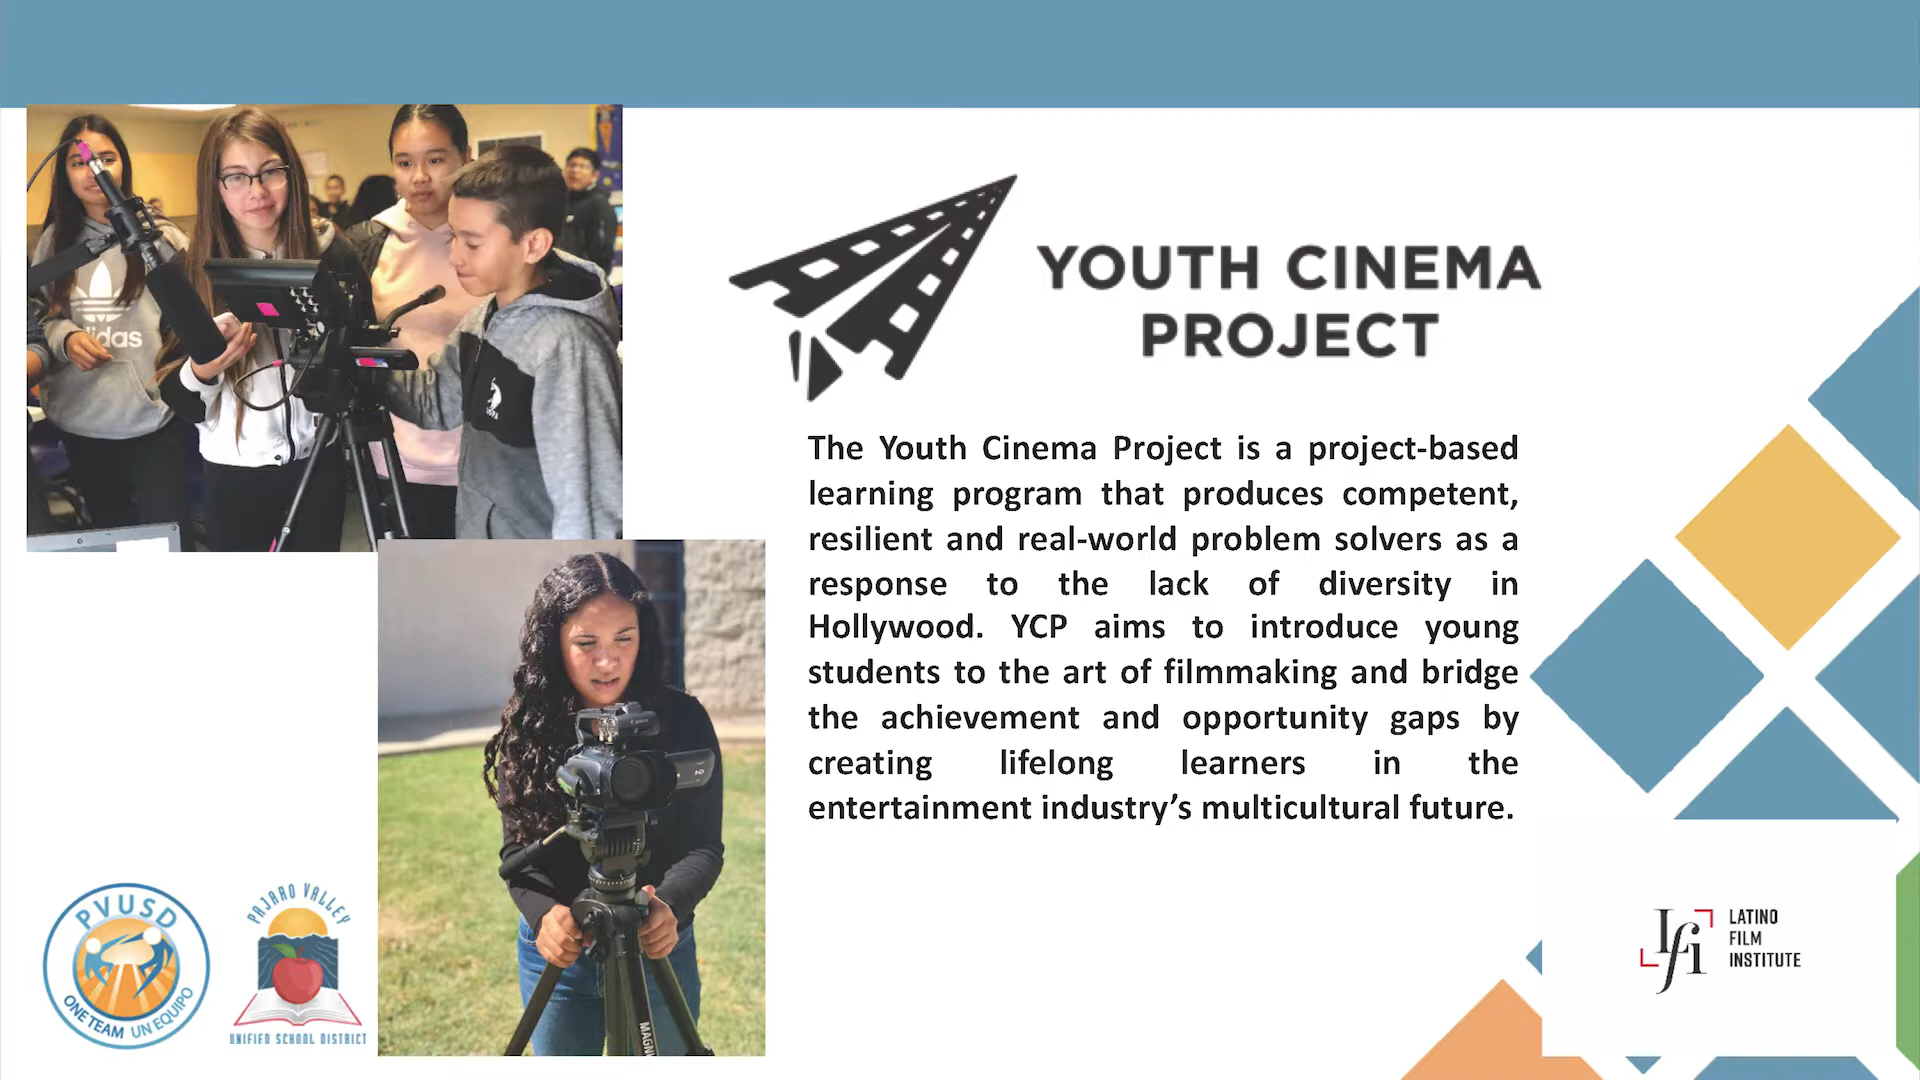 YOUTH CINEMA
PROJECT
The Youth Cinema Project is a project-based
learning program that produces competent,
resilient and real-world problem solvers as a
response to the lack of diversity in
Hollywood. YCP aims to introduce young
students to the art of filmmaking and bridge
the achievement and opportunity gaps by
creating lifelong learners in the
entertainment industry’s multicultural future.
adidas
PVUSD
ONE TEAM UN EQUIPO
PAJARO VALLEY
UNIFIED SCHOOL DISTRICT
lfi
LATINO
FILM
INSTITUTE